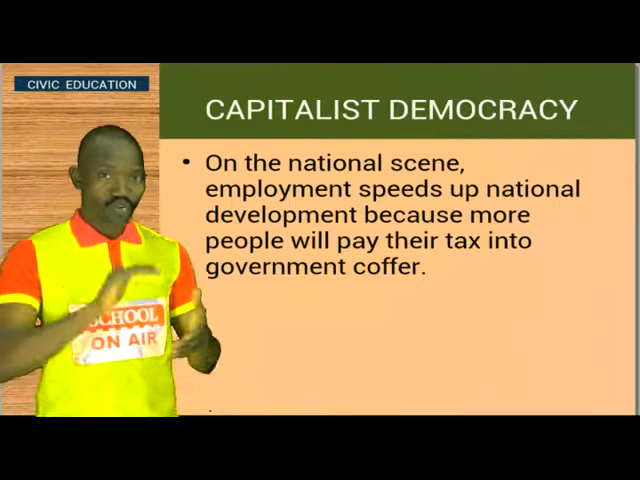 CIVIC EDUCATION
CAPITALIST DEMOCRACY
• On the national scene,
employment speeds up national
development because more
people will pay their tax into
government coffer.
SCHOOL
ON AIR